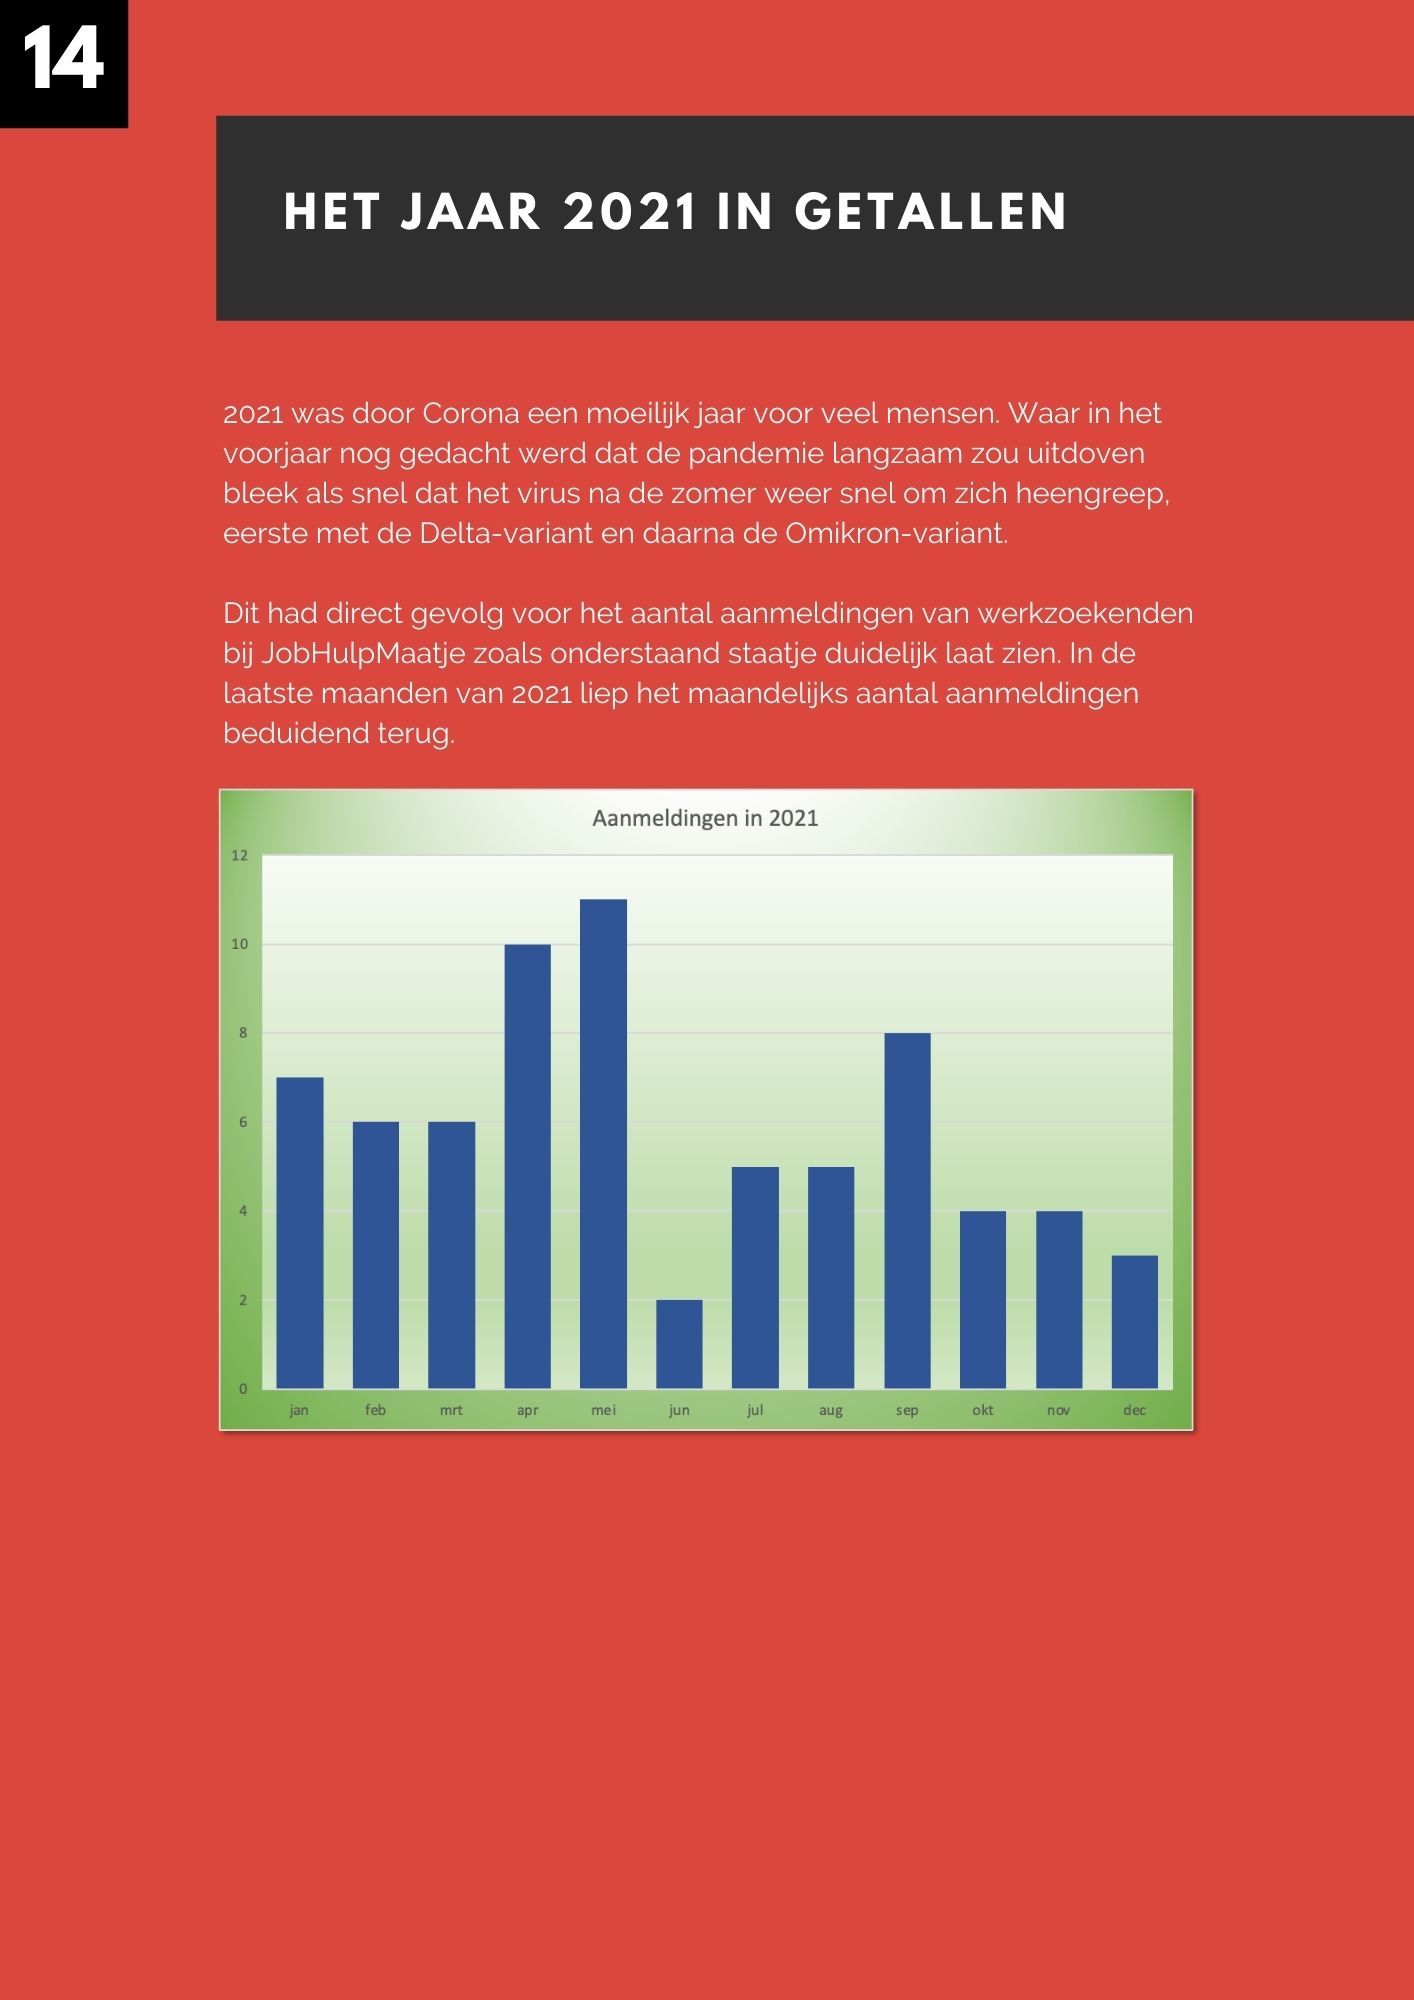 14
HET JAAR 2021 IN GETALLEN
2021 was door Corona een moeilijk jaar voor veel mensen. Waar in het
voorjaar nog gedacht werd dat de pandemie langzaam zou uitdoven
bleek als snel dat het virus na de zomer weer snel om zich heengreep,
eerste met de Delta-variant en daarna de Omikron-variant.
Dit had direct gevolg voor het aantal aanmeldingen van werkzoekenden
bij JobHulpMaatje zoals onderstaand staatje duidelijk laat zien. In de
laatste maanden van 2021 liep het maandelijks aantal aanmeldingen
beduidend terug.
Aanmeldingen in 2021
12
10
8
6
4
2
0
jan feb mrt apr mei jun jul aug sep okt nov dec